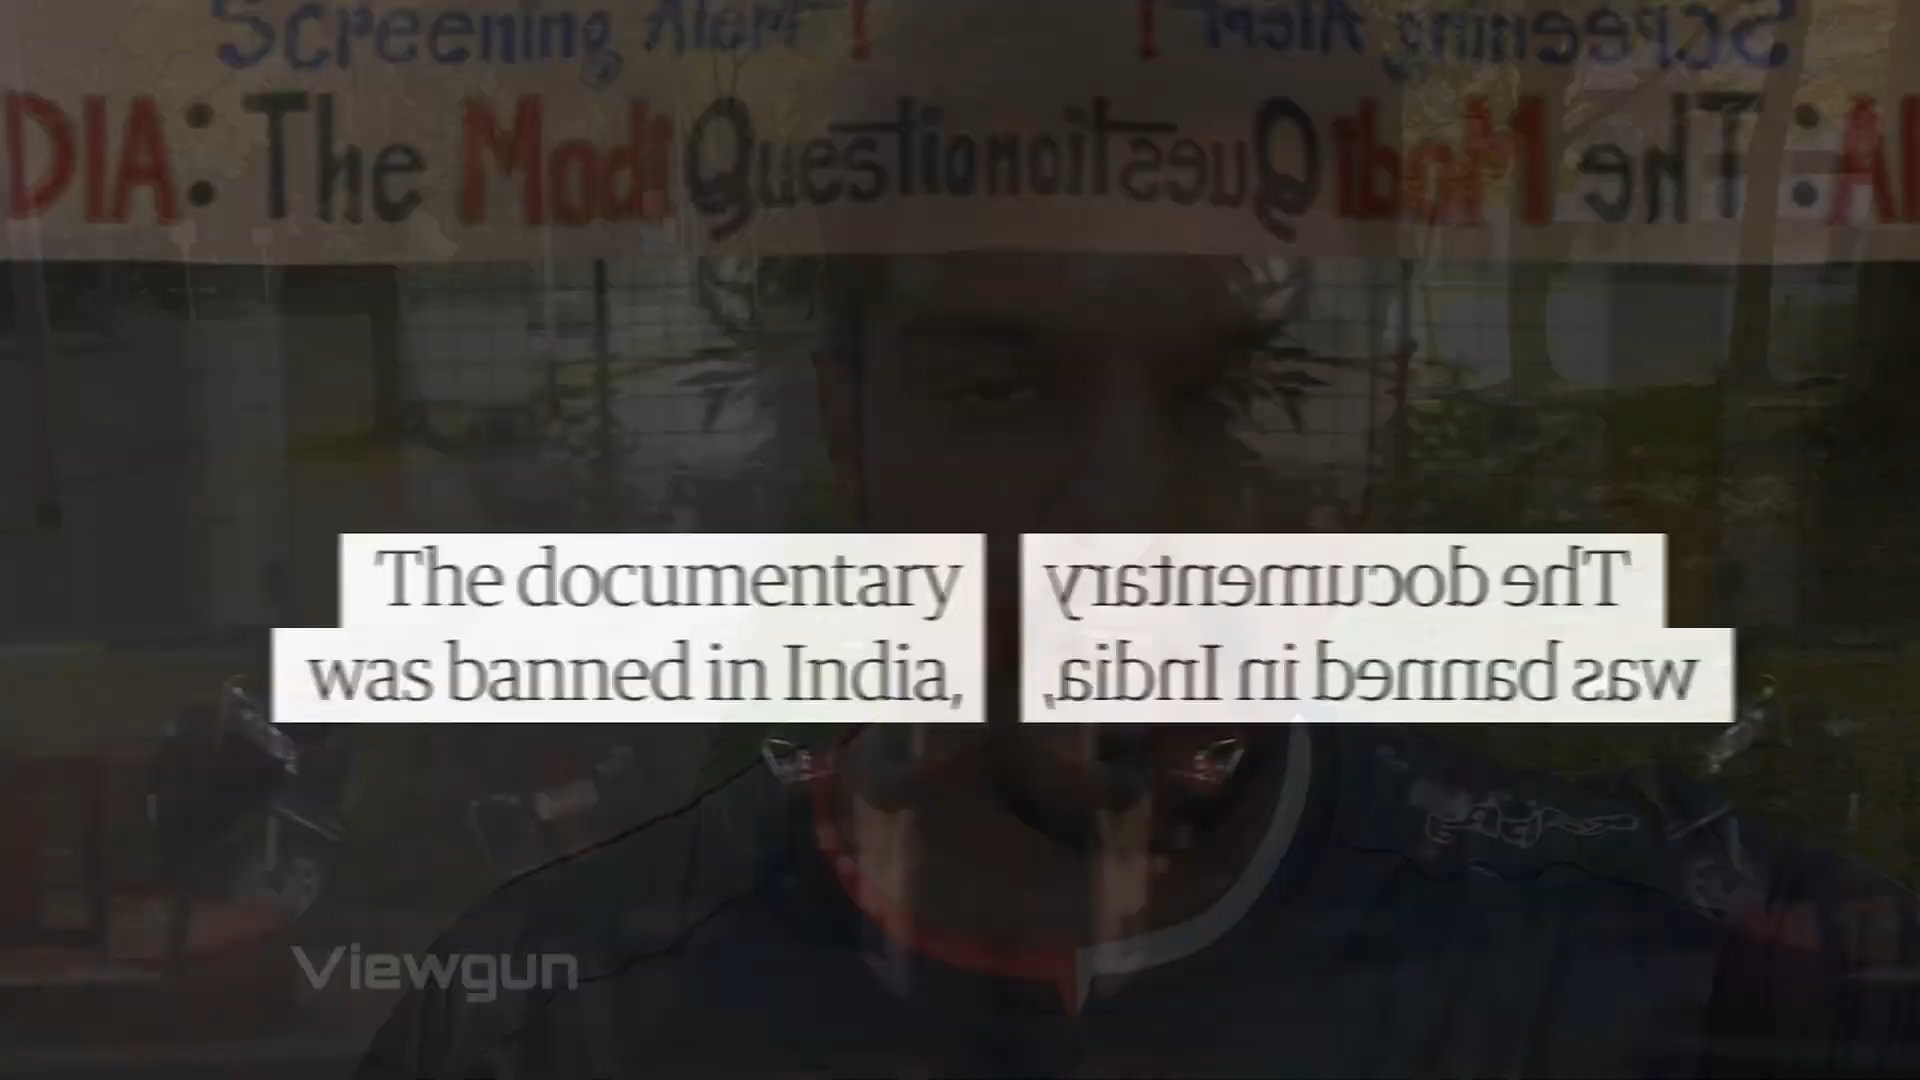 Screening Alert ! ! Screening Alert
DIA: The Modi Question Question Modi The :IA
The documentary The documentary
was banned in India, was banned in India,
Viewgun